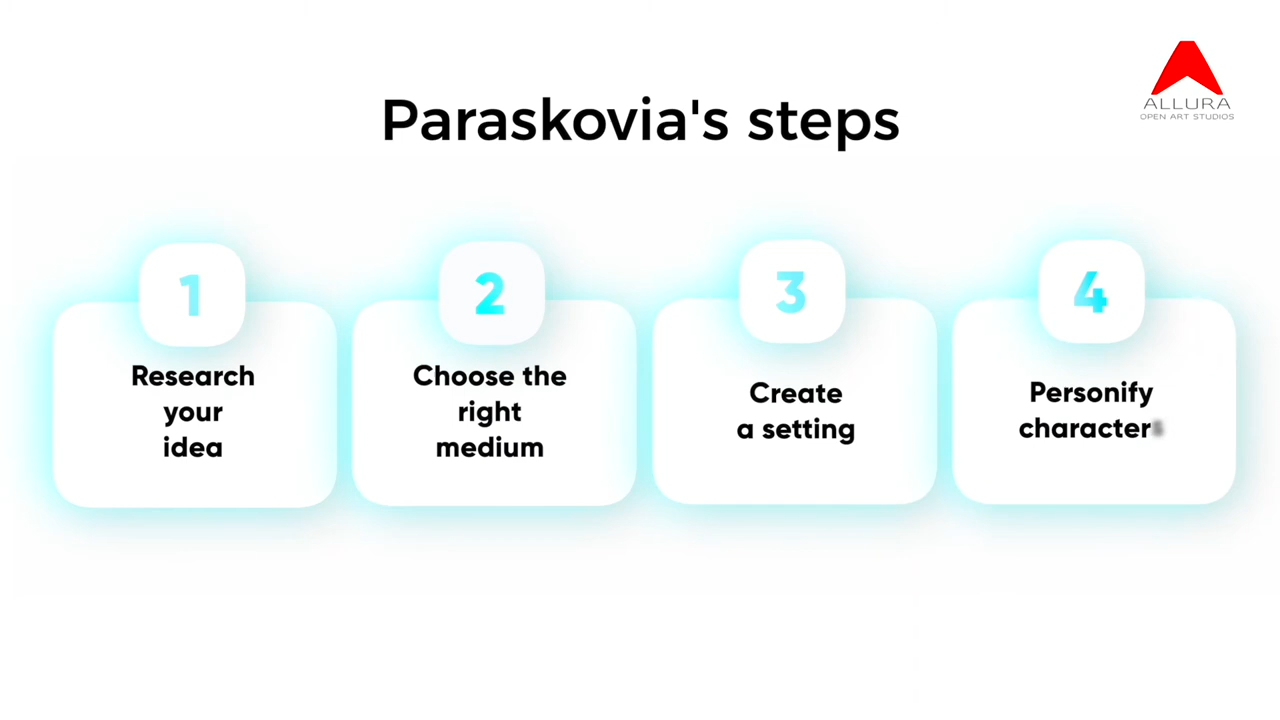 Paraskovia's steps
ALLURA
OPEN ART STUDIOS
1
Research
your
idea
2
Choose the
right
medium
3
Create
a setting
4
Personify
characters